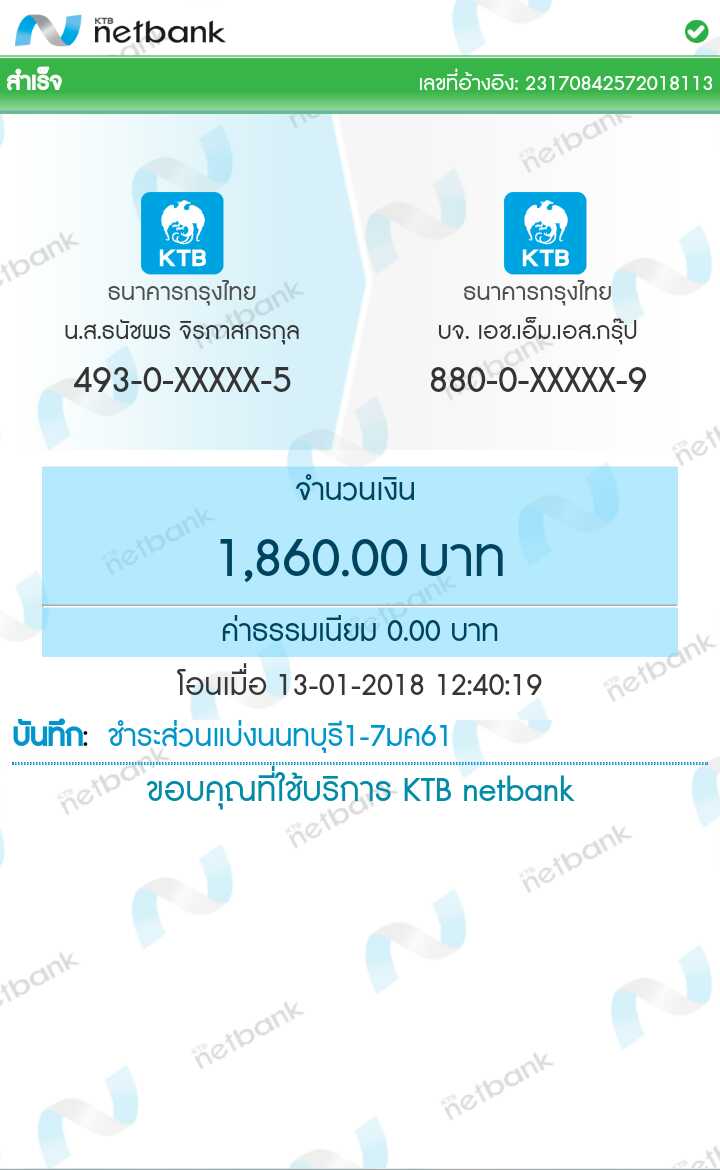 KTB netbank
สำเร็จ เลขที่อ้างอิง: 23170842572018113
KTB KTB
ธนาคารกรุงไทย ธนาคารกรุงไทย
น.ส.ธนัชพร จิรภาสกรกุล บจ. เอช.เอ็ม.เอส.กรุ๊ป
493-0-XXXXX-5 880-0-XXXXX-9
จำนวนเงิน
1,860.00 บาท
ค่าธรรมเนียม 0.00 บาท
โอนเมื่อ 13-01-2018 12:40:19
บันทึก: ชำระส่วนแบ่งนนทบุรี1-7มค61
ขอบคุณที่ใช้บริการ KTB netbank